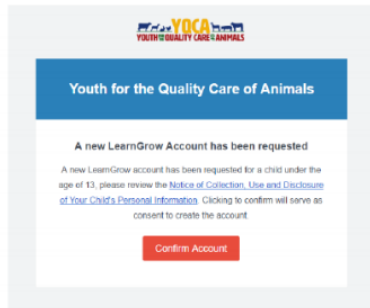 YQCA
YOUTH QUALITY CARE ANIMALS
Youth for the Quality Care of Animals
A new LearnGrow Account has been requested
A new LearnGrow account has been requested for a child under the
age of 13, please review the Notice of Collection, Use and Disclosure
of Your Child's Personal Information. Clicking to confirm will serve as
consent to create the account
Confirm Account